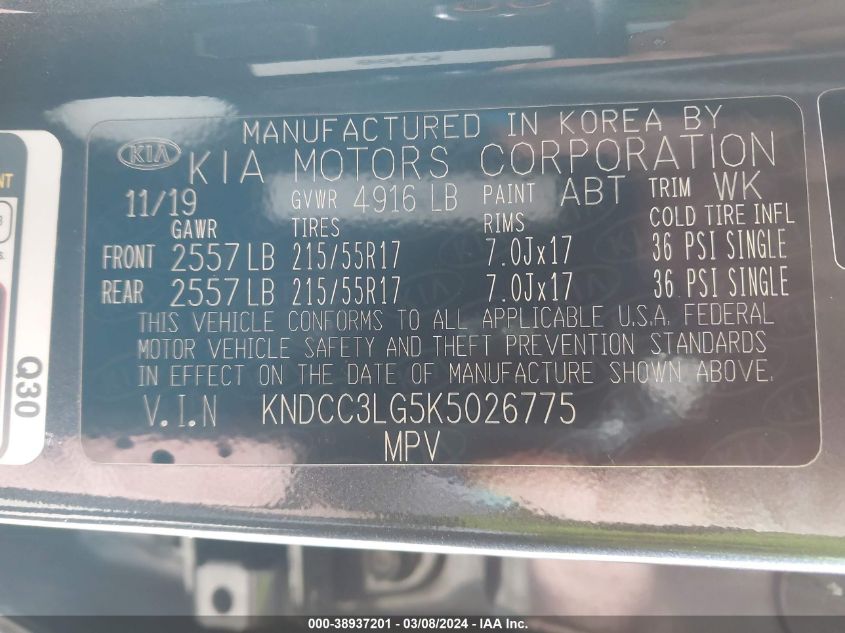 MANUFACTURED IN KOREA BY
KIA KIA MOTORS CORPORATION
11/19 GVWR 4916 LB PAINT ABT TRIM WK
GAWR TIRES RIMS COLD TIRE INFL
FRONT 2557LB 215/55R17 7.0Jx17 36 PSI SINGLE
REAR 2557LB 215/55R17 7.0Jx17 36 PSI SINGLE
THIS VEHICLE CONFORMS TO ALL APPLICABLE U.S.A. FEDERAL
MOTOR VEHICLE SAFETY AND THEFT PREVENTION STANDARDS
IN EFFECT ON THE DATE OF MANUFACTURE SHOWN ABOVE.
V.I.N KNDCC3LG5K5026775
MPV
Q30
000-38937201 - 03/08/2024 - IAA Inc.